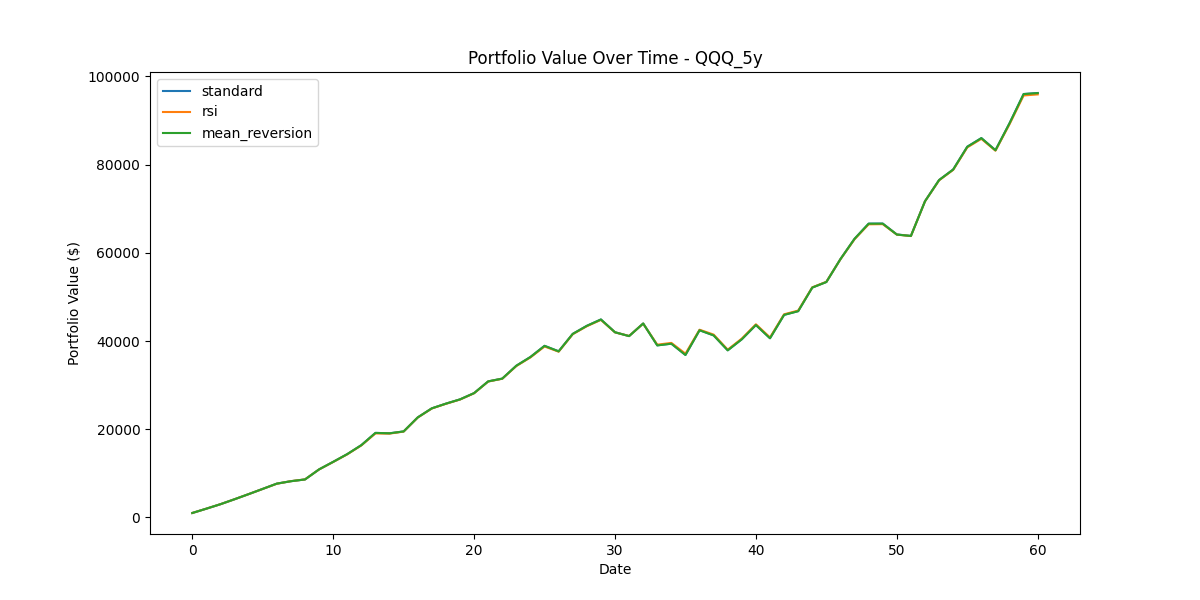 Portfolio Value Over Time - QQQ_5y
100000
80000
60000
40000
20000
0
Portfolio Value ($)
standard
rsi
mean_reversion
0 10 20 30 40 50 60
Date